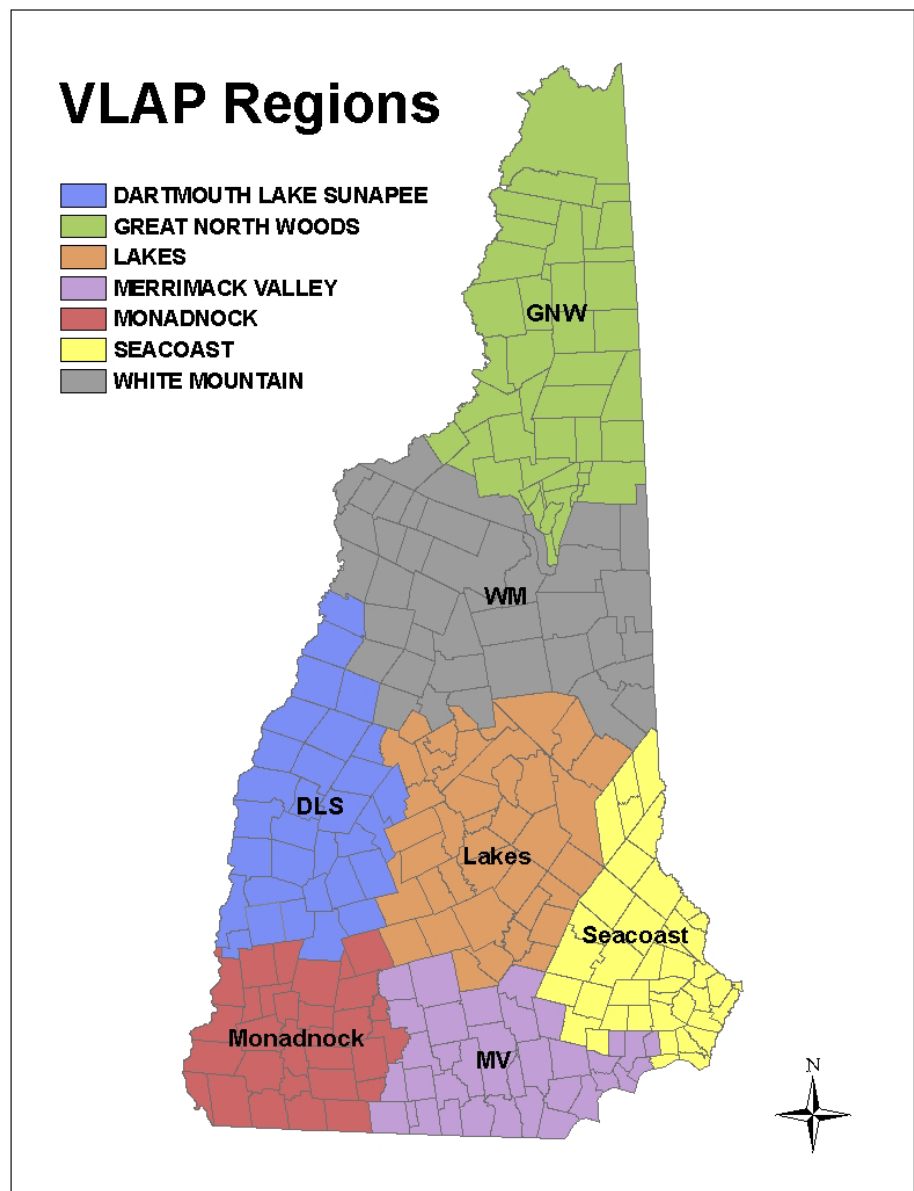 VLAP Regions
DARTMOUTH LAKE SUNAPEE
GREAT NORTH WOODS
LAKES
MERRIMACK VALLEY
MONADNOCK
SEACOAST
WHITE MOUNTAIN
GNW
WM
DLS
Lakes
Seacoast
Monadnock
MV
N